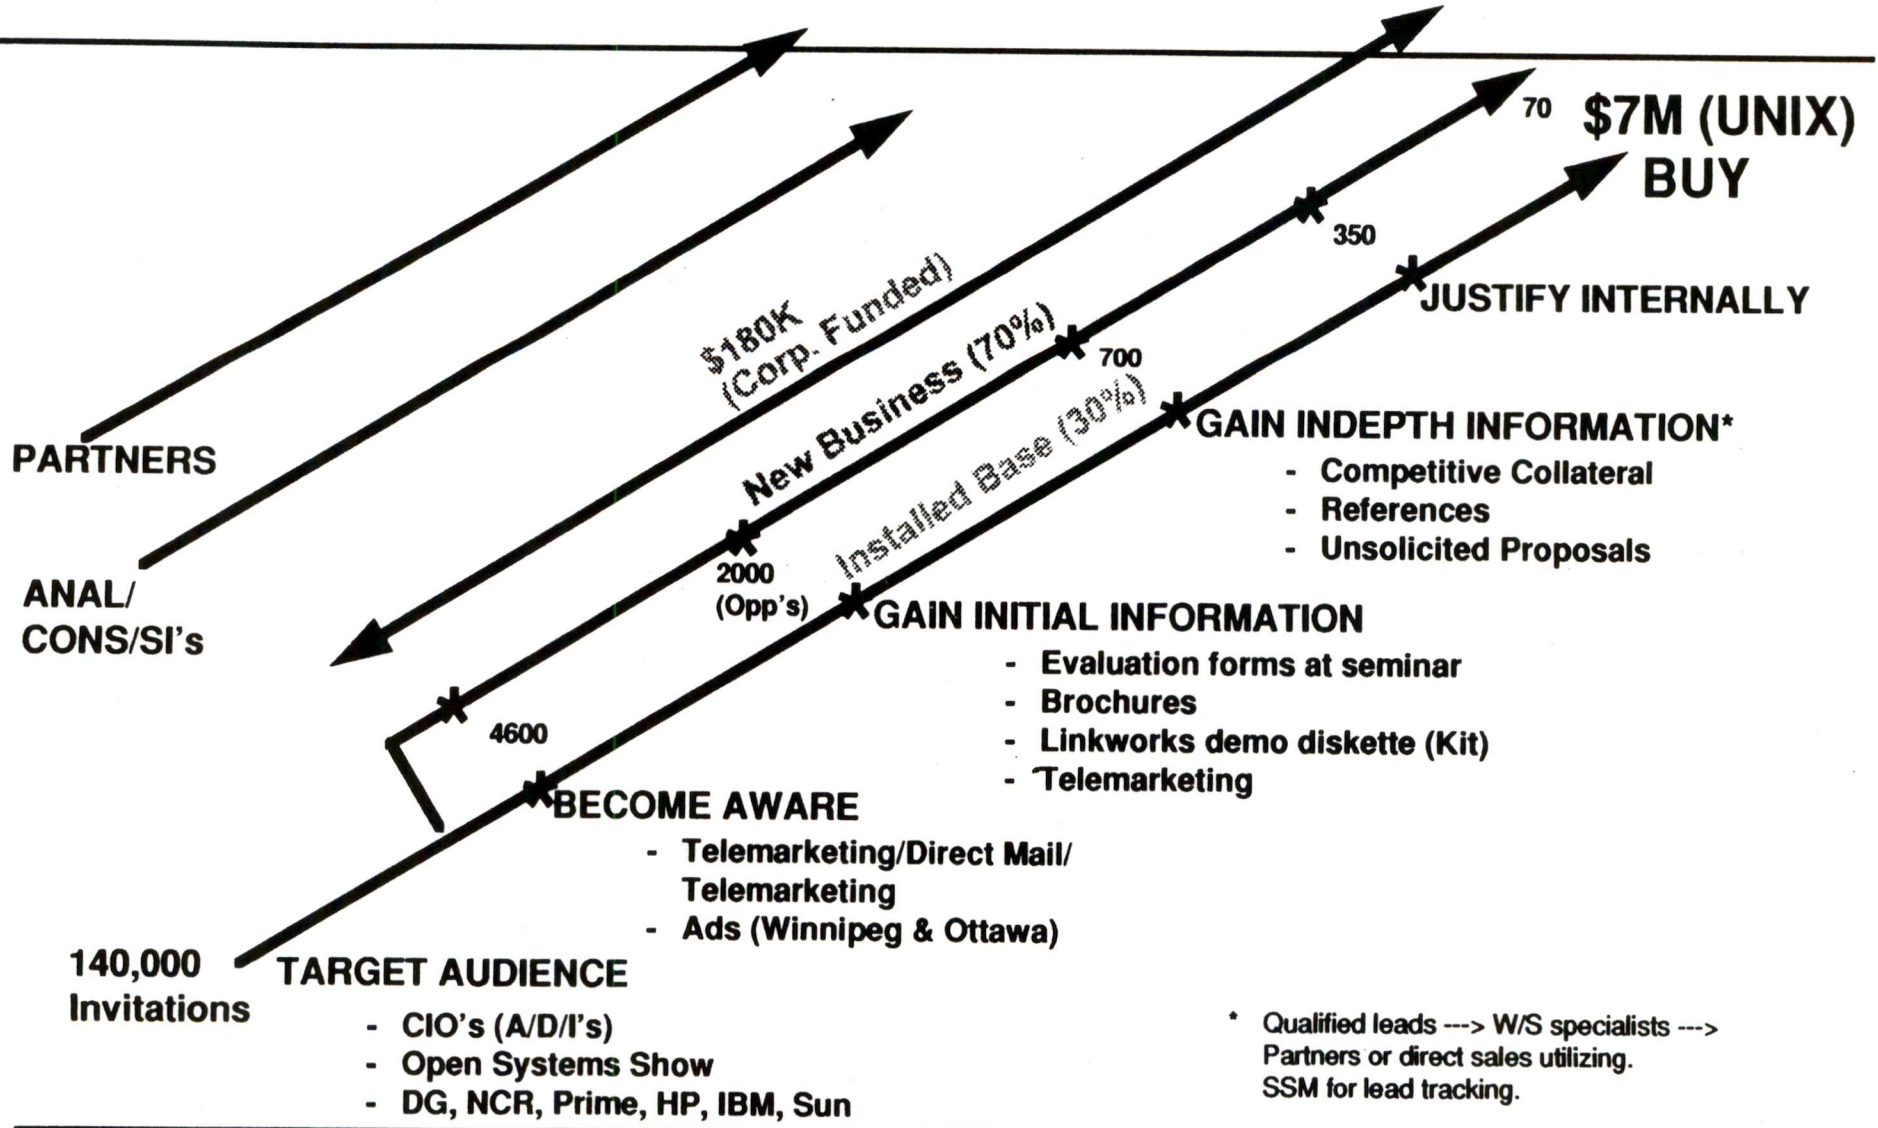 70 $7M (UNIX)
BUY
350
JUSTIFY INTERNALLY
$180K
(Corp. Funded)
New Business (70%)
700
Installed Base (30%)
GAIN INDEPTH INFORMATION*
- Competitive Collateral
- References
- Unsolicited Proposals
PARTNERS
2000
(Opp's)
ANAL/
CONS/SI's
GAIN INITIAL INFORMATION
- Evaluation forms at seminar
- Brochures
- Linkworks demo diskette (Kit)
- Telemarketing
4600
BECOME AWARE
- Telemarketing/Direct Mail/
Telemarketing
- Ads (Winnipeg & Ottawa)
140,000
Invitations
TARGET AUDIENCE
- CIO's (A/D/I's)
- Open Systems Show
- DG, NCR, Prime, HP, IBM, Sun
* Qualified leads ---> W/S specialists --->
Partners or direct sales utilizing.
SSM for lead tracking.